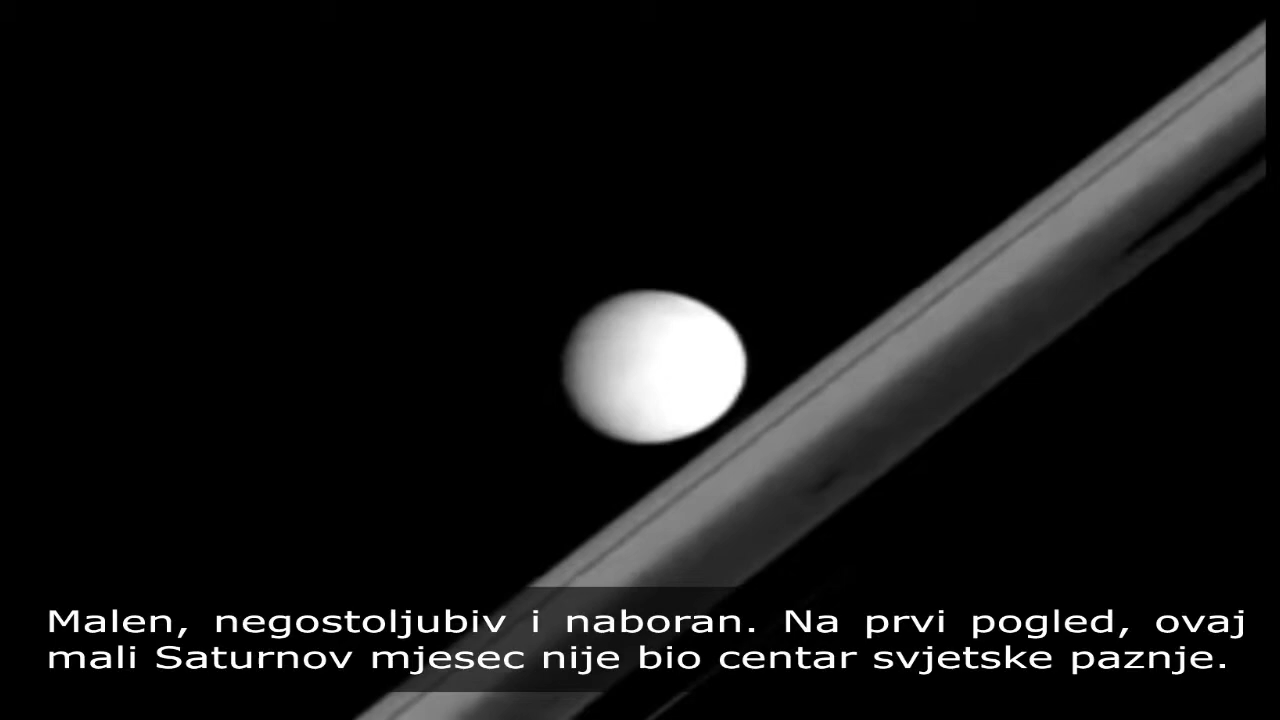 Malen, negostoljubiv i naboran. Na prvi pogled, ovaj
mali Saturnov mjesec nije bio centar svjetske paznje.